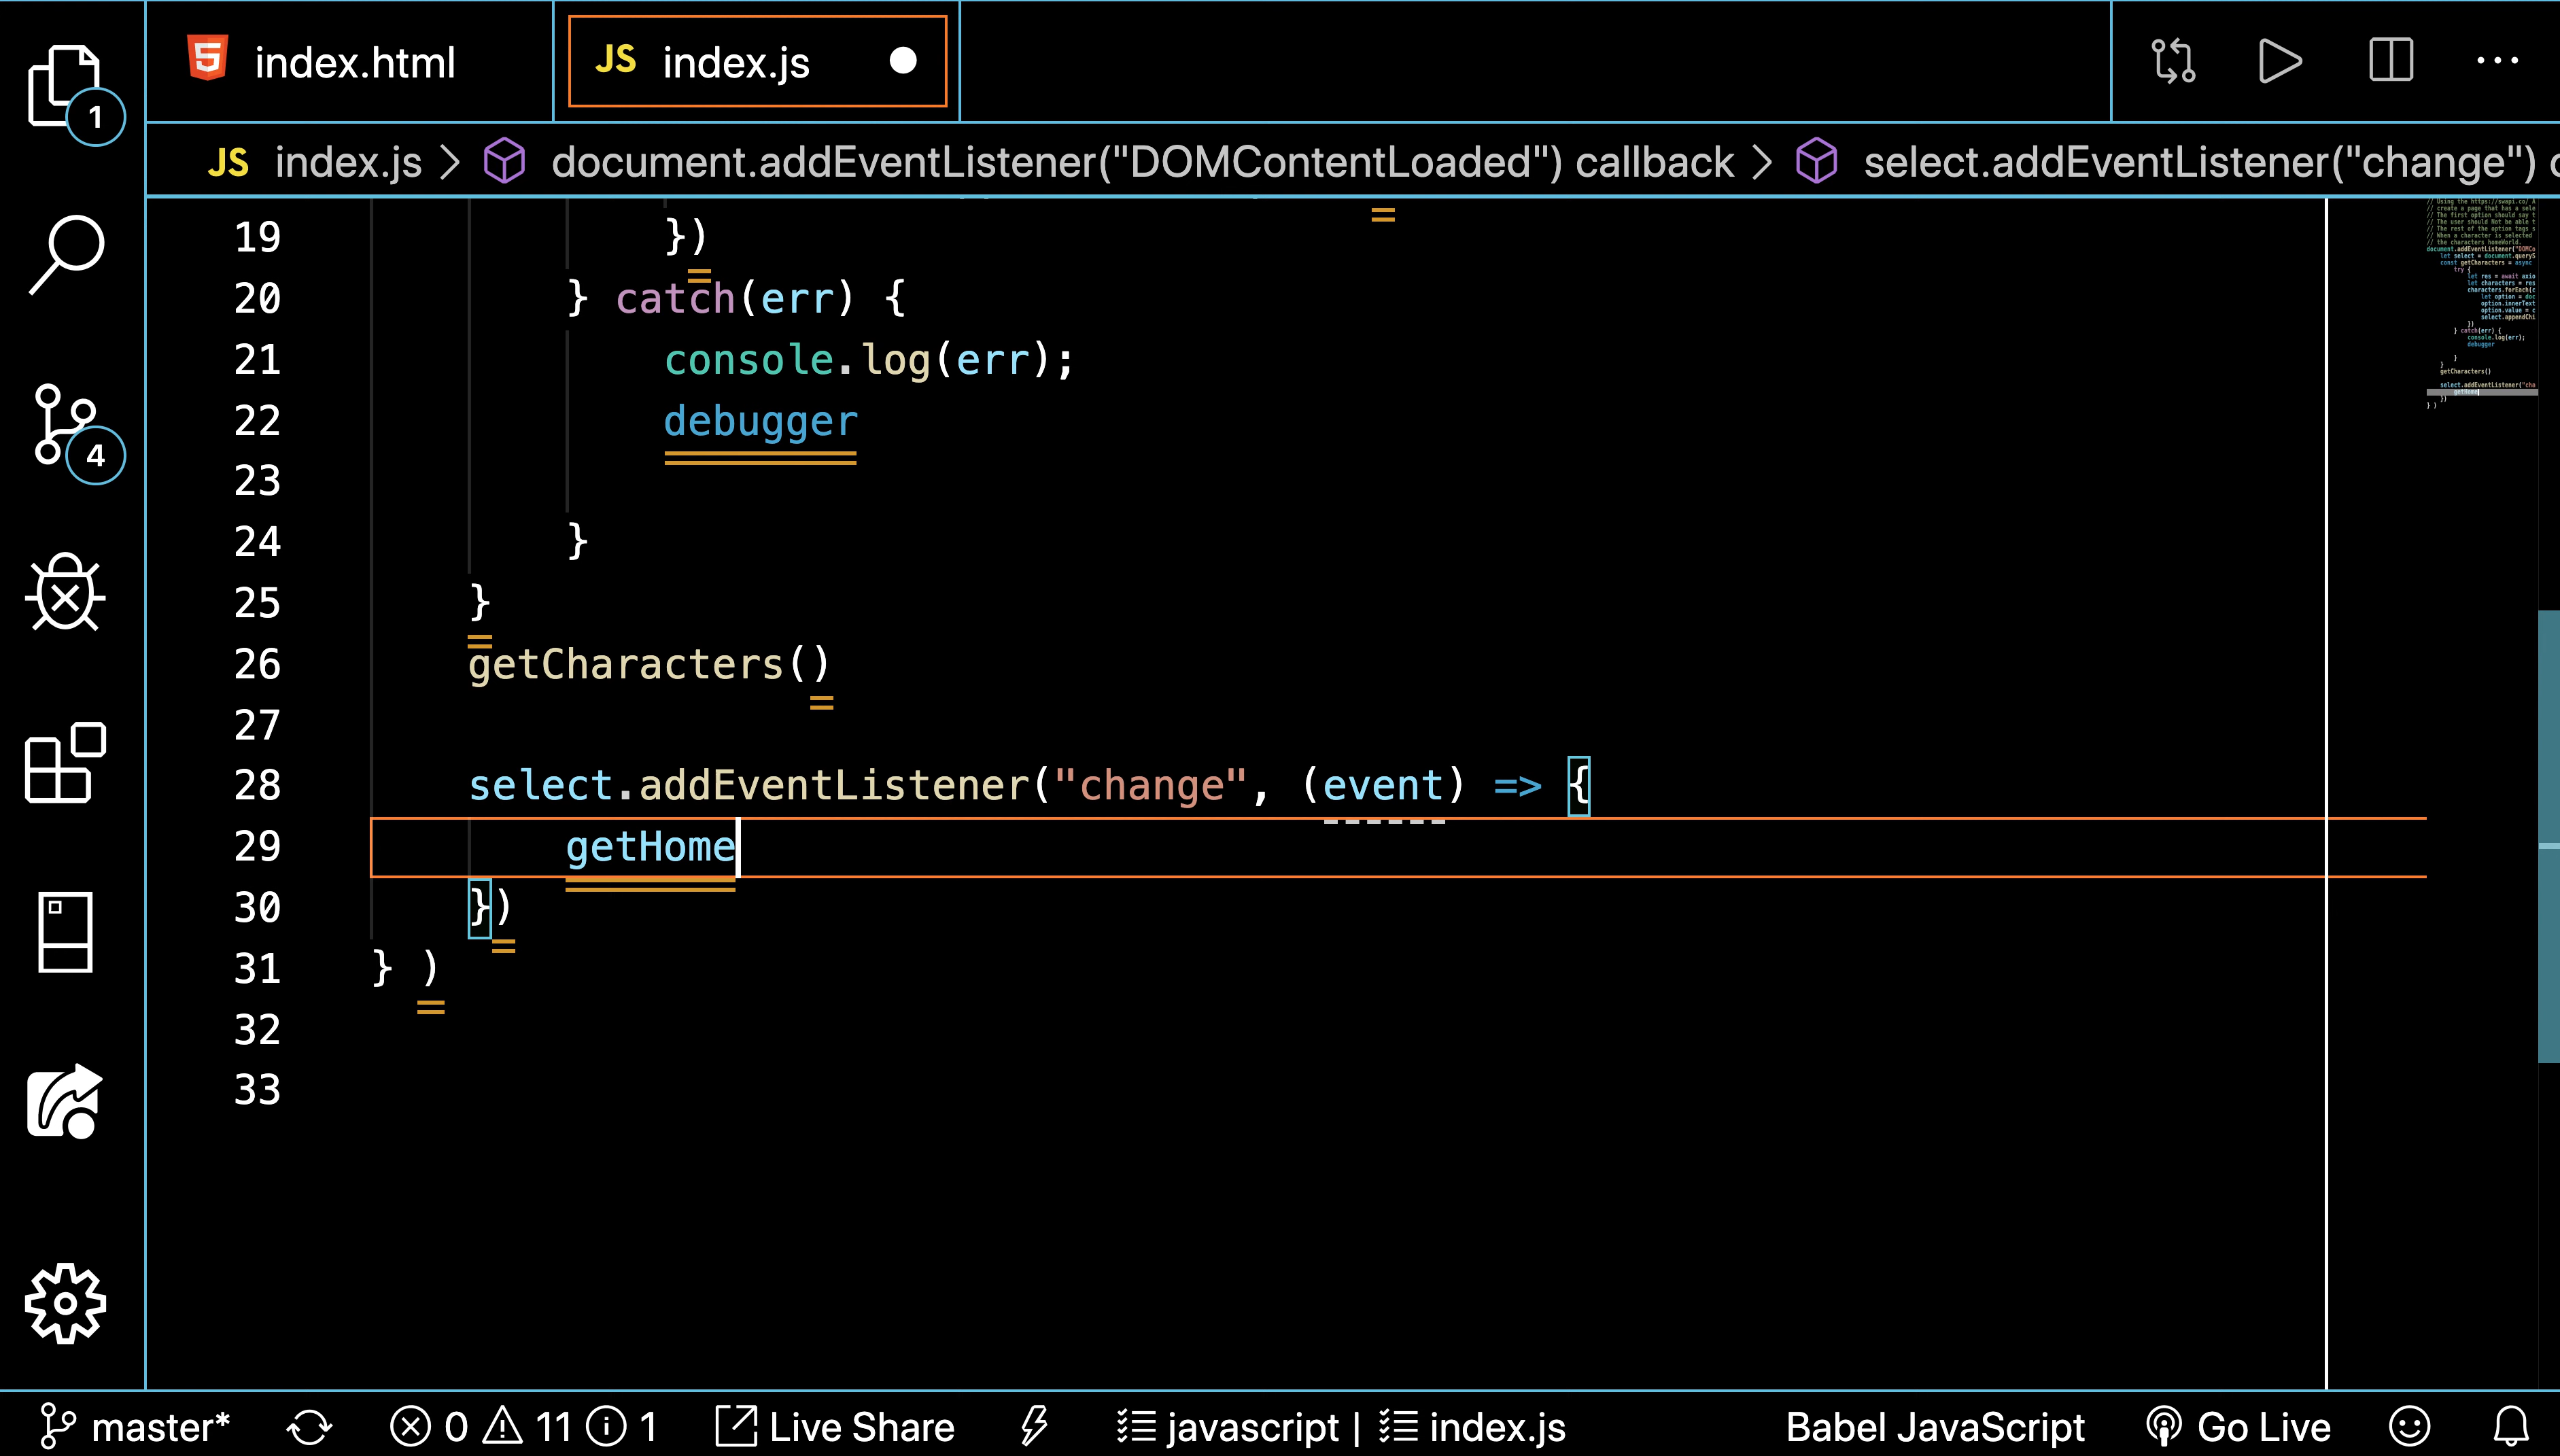 index.html
JS index.js
1
JS index.js > document.addEventListener("DOMContentLoaded") callback > select.addEventListener("change")
19 })
20 } catch(err) {
21 console.log(err);
22 debugger
23
24 }
25 }
26 getCharacters()
27
28 select.addEventListener("change", (event) => {
29 getHome
30 })
31 } )
32
33
4
master* 0 11 1 Live Share javascript | index.js Babel JavaScript Go Live